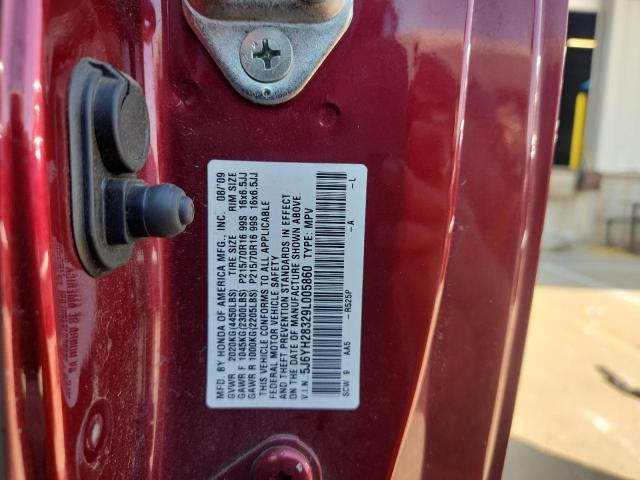 MFD. BY HONDA OF AMERICA MFG., INC. 08/'09
GVWR 2020KG(4450LBS) TIRE SIZE RIM SIZE
GAWR F 1045KG(2300LBS) P215/70R16 99S 16x6.5JJ
GAWR R 1000KG(2205LBS) P215/70R16 99S 16x6.5JJ
THIS VEHICLE CONFORMS TO ALL APPLICABLE
FEDERAL MOTOR VEHICLE SAFETY
AND THEFT PREVENTION STANDARDS IN EFFECT
ON THE DATE OF MANUFACTURE SHOWN ABOVE.
V.I.N.: 5J6YH28329L005860 TYPE: MPV
SCW 9 AA5 -R525P -A -L